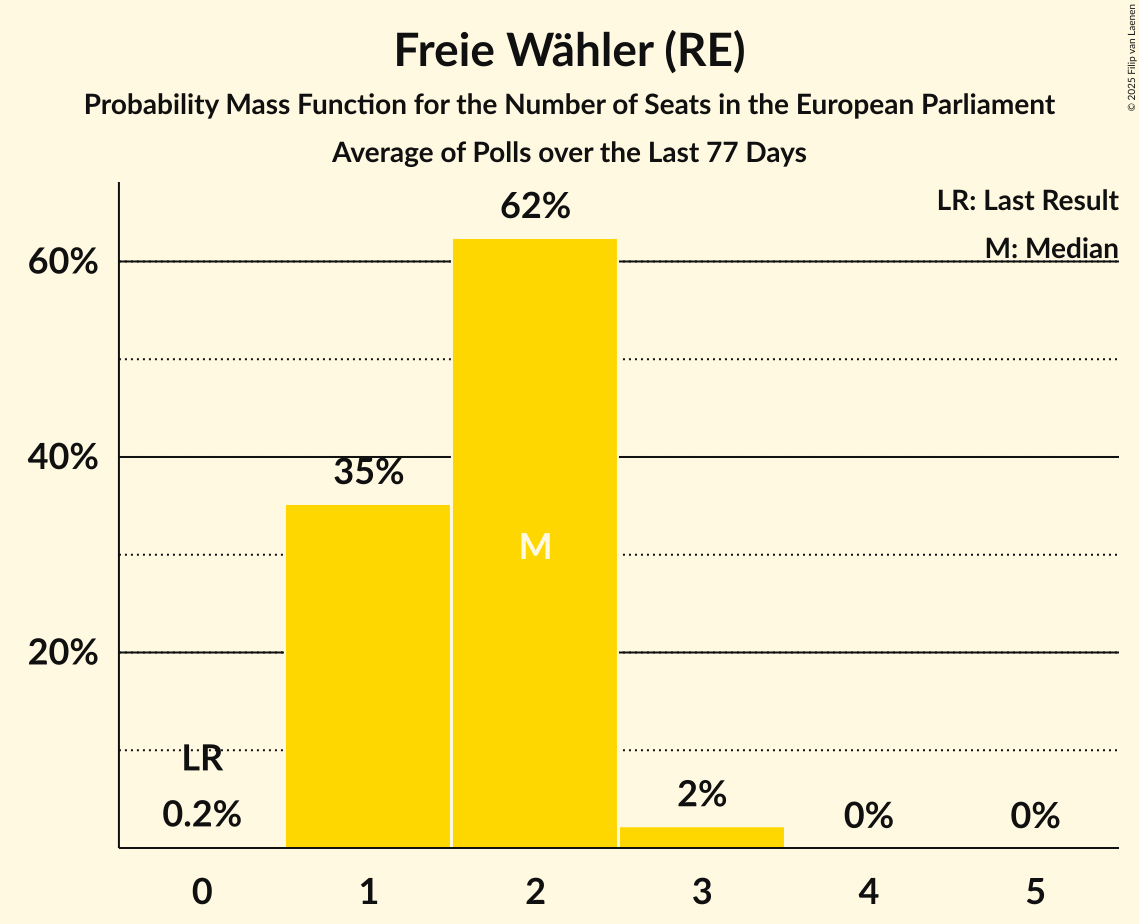 Freie Wähler (RE)
Probability Mass Function for the Number of Seats in the European Parliament
Average of Polls over the Last 77 Days
© 2025 Filip van Laenen
LR: Last Result
M: Median
60%
40%
20%
62%
35%
M
LR
0.2%
2%
0%
0%
0 1 2 3 4 5